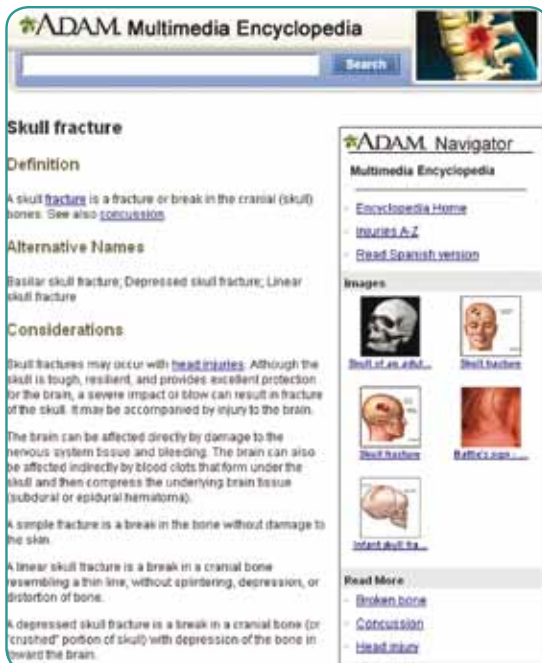 ADAM. Multimedia Encyclopedia
Search
Skull fracture
Definition
A skull fracture is a fracture or break in the cranial (skull)
bones. See also concussion.
Alternative Names
Basilar skull fracture; Depressed skull fracture; Linear
skull fracture
Considerations
Skull fractures may occur with head injuries. Although the
skull is tough, resilient, and provides excellent protection
for the brain, a severe impact or blow can result in fracture
of the skull. It may be accompanied by injury to the brain.
The brain can be affected directly by damage to the
nervous system tissue and bleeding. The brain can also
be affected indirectly by blood clots that form under the
skull and then compress the underlying brain tissue
(subdural or epidural hematoma).
A simple fracture is a break in the bone without damage to
the skin.
A linear skull fracture is a break in a cranial bone
resembling a thin line, without splintering, depression, or
distortion of bone.
A depressed skull fracture is a break in a cranial bone (or
"crushed" portion of skull) with depression of the bone in
toward the brain.
ADAM. Navigator
Multimedia Encyclopedia
Encyclopedia Home
Injuries A-Z
Read Spanish version
Images
Skull of an adult...
Skull fracture
Skull fracture
Battle's sign - ...
Infant skull fra...
Read More
Broken bone
Concussion
Head injury